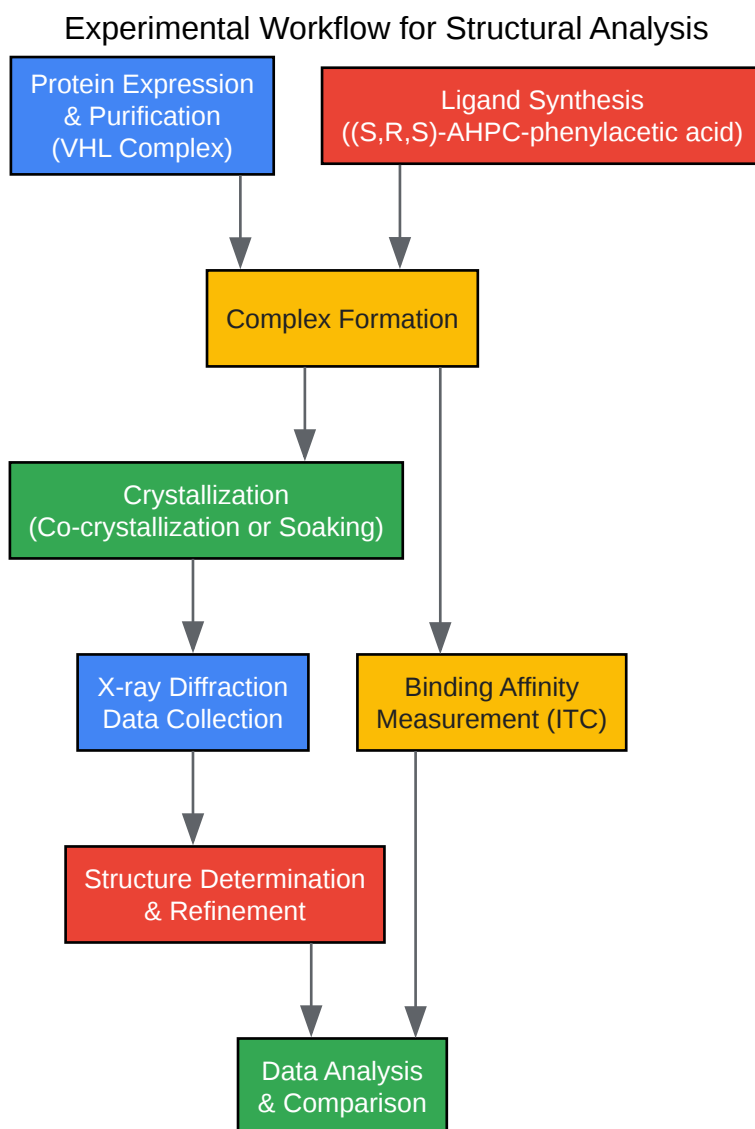 Experimental Workflow for Structural Analysis
Protein Expression
& Purification
(VHL Complex)
Ligand Synthesis
((S,R,S)-AHPC-phenylacetic acid)
Complex Formation
Crystallization
(Co-crystallization or Soaking)
X-ray Diffraction
Data Collection
Binding Affinity
Measurement (ITC)
Structure Determination
& Refinement
Data Analysis
& Comparison